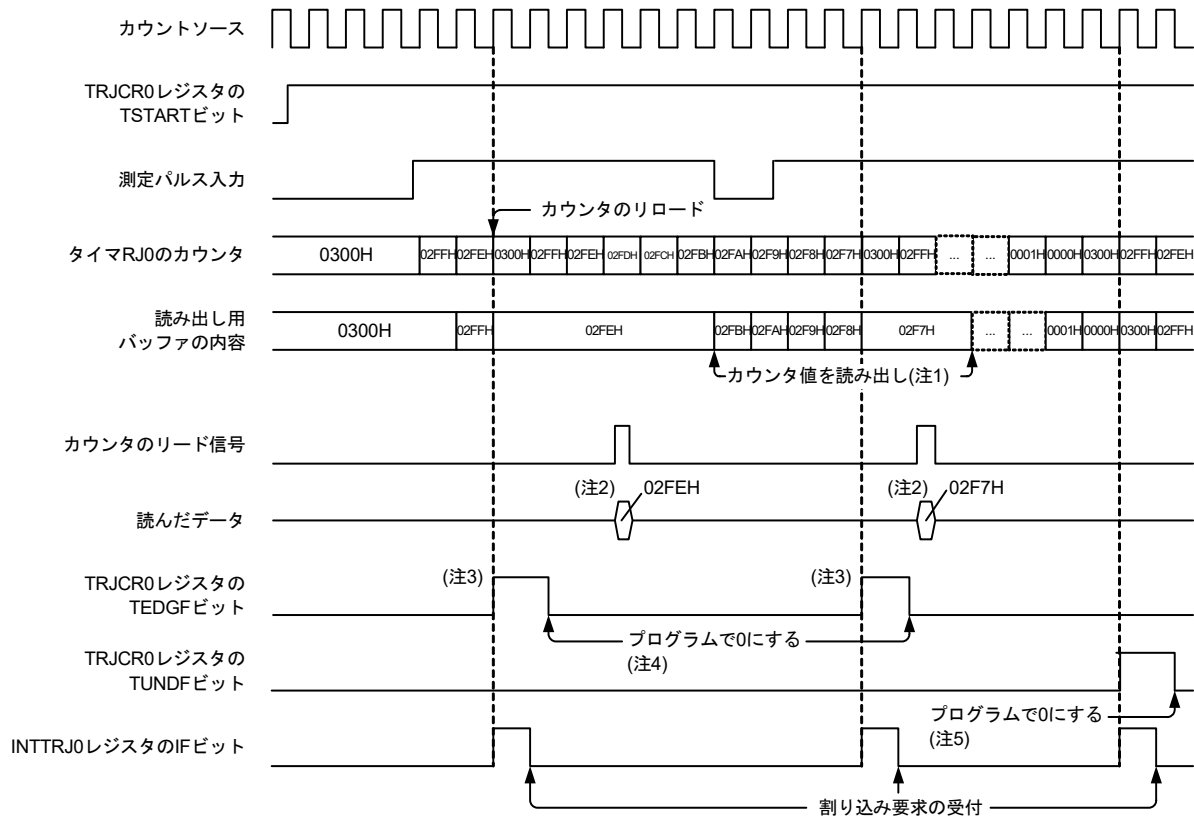 カウントソース
TRJCR0レジスタの
TSTARTビット
測定パルス入力
カウンタのリロード
タイマRJ0のカウンタ
0300H 02FFH 02FEH 0300H 02FFH 02FEH 02FDH 02FCH 02FBH 02FAH 02F9H 02F8H 02F7H 0300H 02FFH ... ... 0001H 0000H 0300H 02FFH 02FEH
読み出し用
バッファの内容
0300H 02FFH 02FEH 02FBH 02FAH 02F9H 02F8H 02F7H ... ... 0001H 0000H 0300H 02FFH
カウンタ値を読み出し(注1)
カウンタのリード信号
(注2) 02FEH (注2) 02F7H
読んだデータ
TRJCR0レジスタの
TEDGFビット
(注3) (注3)
プログラムで0にする
(注4)
TRJCR0レジスタの
TUNDFビット
プログラムで0にする
(注5)
INTTRJ0レジスタのIFビット
割り込み要求の受付